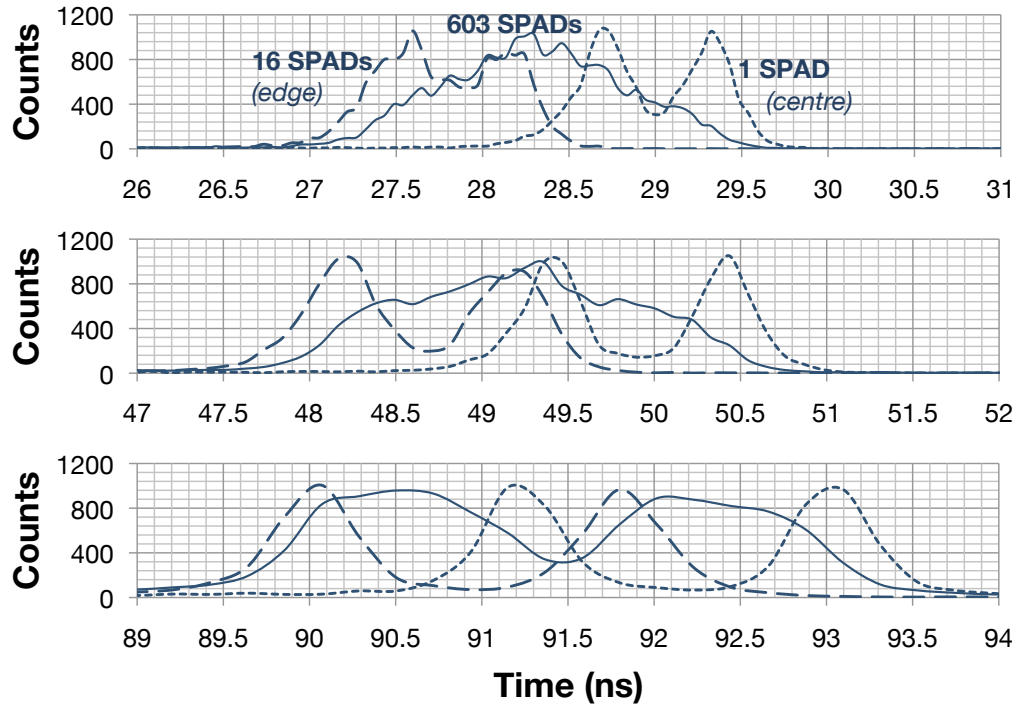 1200
603 SPADs
800
16 SPADs
1 SPAD
Counts
(edge)
(centre)
400
0
26 26.5 27 27.5 28 28.5 29 29.5 30 30.5 31
1200
800
Counts
400
0
47 47.5 48 48.5 49 49.5 50 50.5 51 51.5 52
1200
800
Counts
400
0
89 89.5 90 90.5 91 91.5 92 92.5 93 93.5 94
Time (ns)